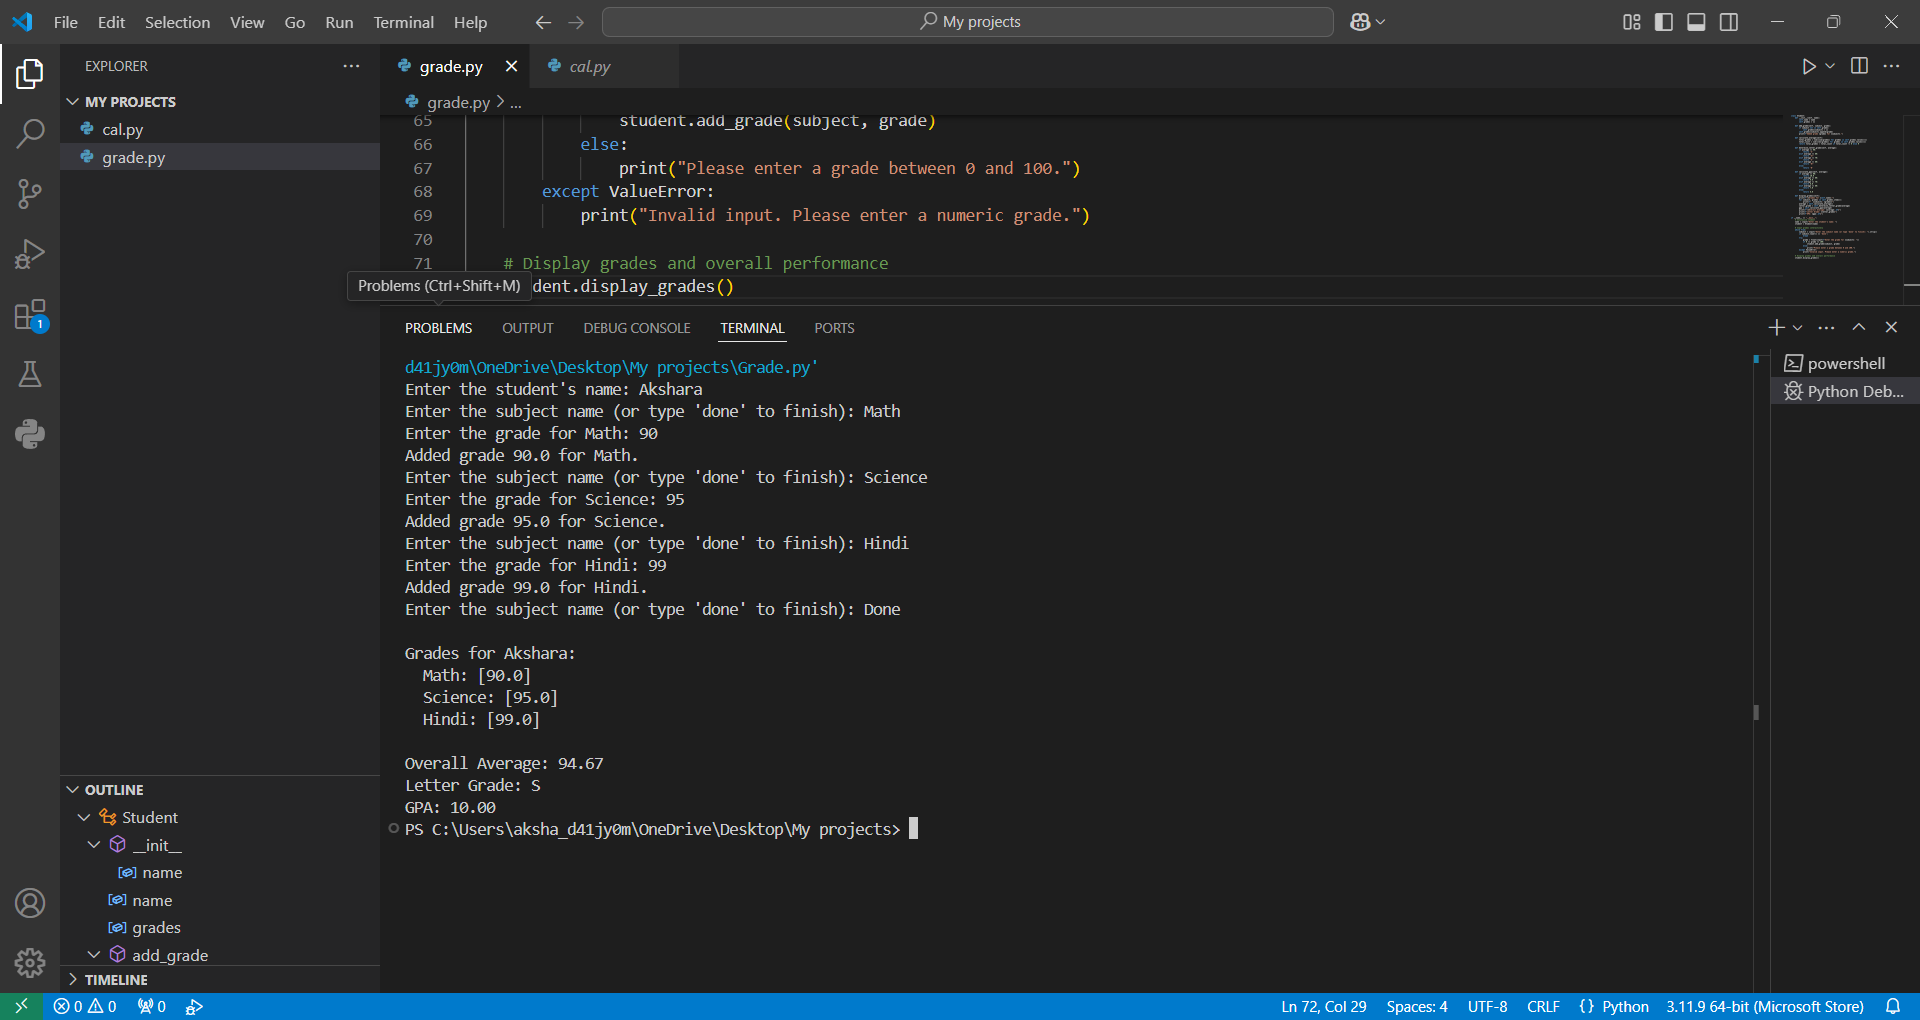 File Edit Selection View Go Run Terminal Help
My projects
EXPLORER
MY PROJECTS
cal.py
grade.py
grade.py
cal.py
grade.py > ...
65 student.add_grade(subject, grade)
66 else:
67 print("Please enter a grade between 0 and 100.")
68 except ValueError:
69 print("Invalid input. Please enter a numeric grade.")
70
71 # Display grades and overall performance
dent.display_grades()
Problems (Ctrl+Shift+M)
PROBLEMS OUTPUT DEBUG CONSOLE TERMINAL PORTS
d41jy0m\OneDrive\Desktop\My projects\Grade.py'
Enter the student's name: Akshara
Enter the subject name (or type 'done' to finish): Math
Enter the grade for Math: 90
Added grade 90.0 for Math.
Enter the subject name (or type 'done' to finish): Science
Enter the grade for Science: 95
Added grade 95.0 for Science.
Enter the subject name (or type 'done' to finish): Hindi
Enter the grade for Hindi: 99
Added grade 99.0 for Hindi.
Enter the subject name (or type 'done' to finish): Done
Grades for Akshara:
Math: [90.0]
Science: [95.0]
Hindi: [99.0]
Overall Average: 94.67
Letter Grade: S
GPA: 10.00
PS C:\Users\aksha_d41jy0m\OneDrive\Desktop\My projects>
powershell
Python Deb...
1
OUTLINE
Student
__init__
name
name
grades
add_grade
TIMELINE
0 0 0
Ln 72, Col 29 Spaces: 4 UTF-8 CRLF {} Python 3.11.9 64-bit (Microsoft Store)